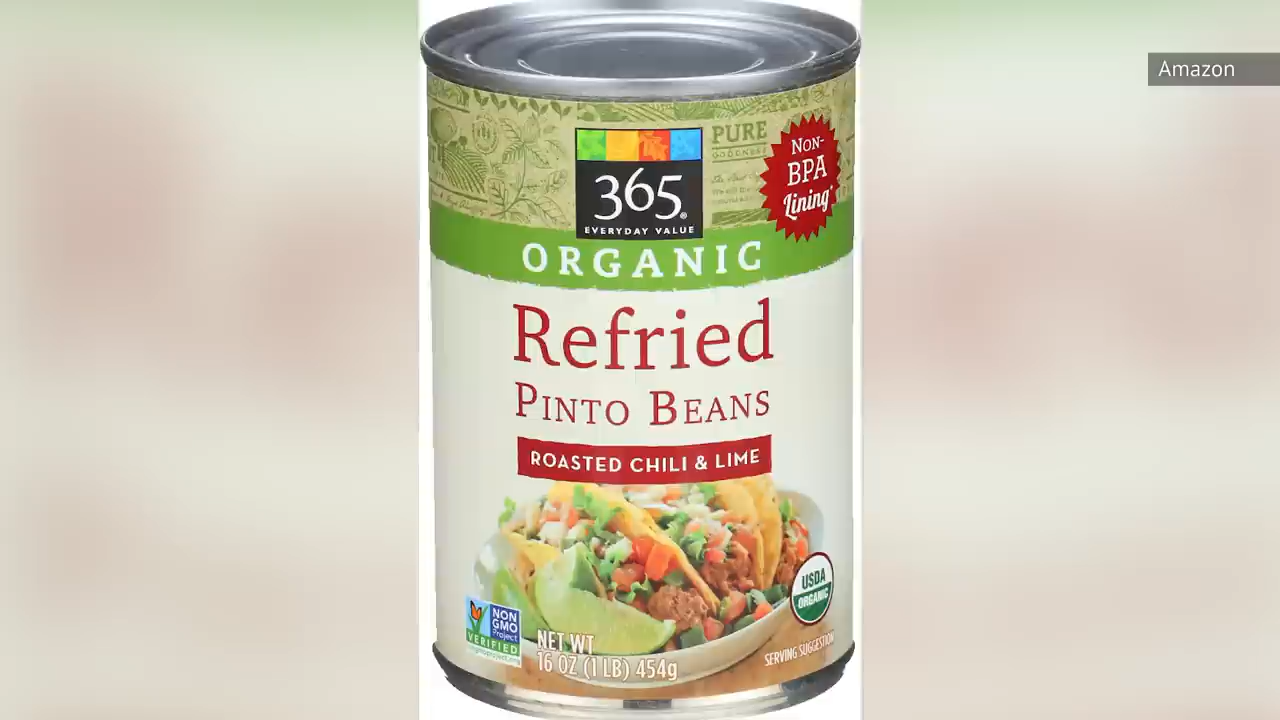 Amazon
PURE
GOODNESS
NON-
BPA
Lining*
365®
EVERYDAY VALUE
ORGANIC
Refried
PINTO BEANS
ROASTED CHILI & LIME
USDA
ORGANIC
NON
GMO
Project
VERIFIED
NET WT
16 OZ (1 LB) 454g
SERVING SUGGESTION